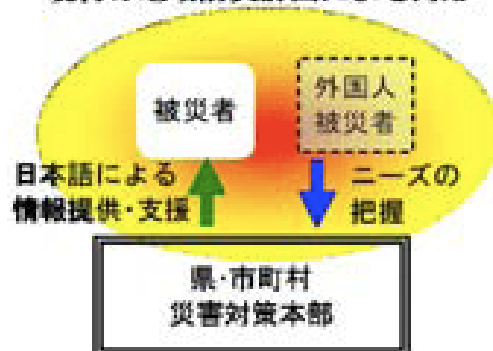 被災者
外国人
被災者
日本語による
情報提供・支援
ニーズの
把握
県・市町村
災害対策本部